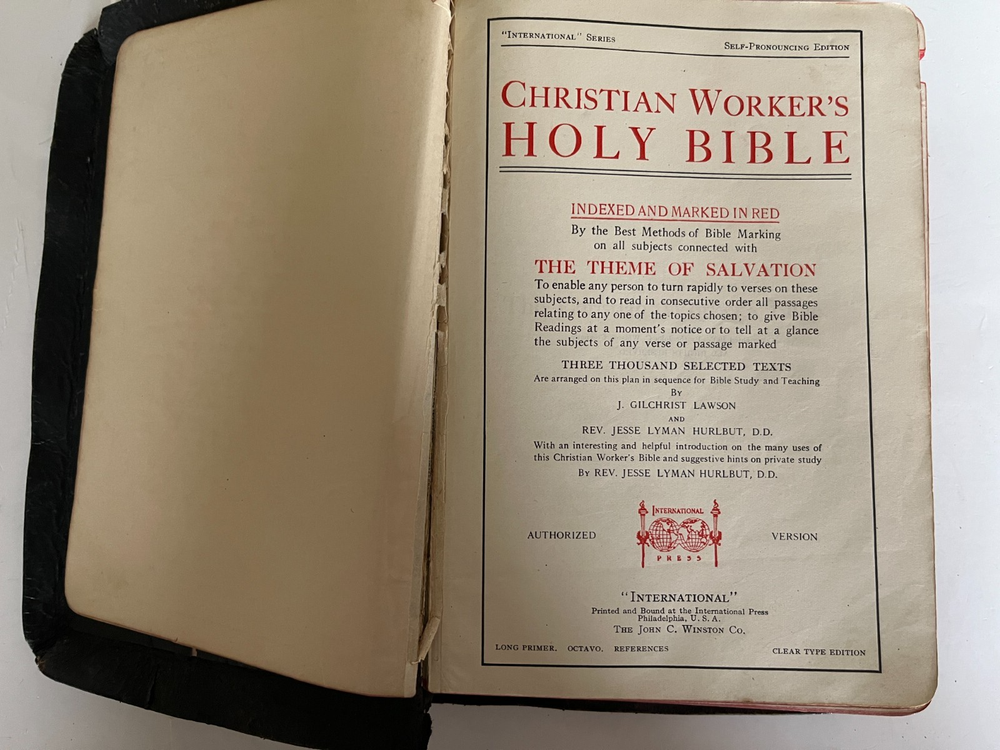 "INTERNATIONAL" SERIES
SELF-PRONOUNCING EDITION
CHRISTIAN WORKER'S
HOLY BIBLE
INDEXED AND MARKED IN RED
By the Best Methods of Bible Marking
on all subjects connected with
THE THEME OF SALVATION
To enable any person to turn rapidly to verses on these
subjects, and to read in consecutive order all passages
relating to any one of the topics chosen; to give Bible
Readings at a moment's notice or to tell at a glance
the subjects of any verse or passage marked
THREE THOUSAND SELECTED TEXTS
Are arranged on this plan in sequence for Bible Study and Teaching
By
J. GILCHRIST LAWSON
AND
REV. JESSE LYMAN HURLBUT, D.D.
With an interesting and helpful introduction on the many uses of
this Christian Worker's Bible and suggestive hints on private study
By REV. JESSE LYMAN HURLBUT, D.D.
INTERNATIONAL
AUTHORIZED VERSION
PRESS
"INTERNATIONAL"
Printed and Bound at the International Press
Philadelphia, U. S. A.
THE JOHN C. WINSTON CO.
LONG PRIMER. OCTAVO. REFERENCES
CLEAR TYPE EDITION